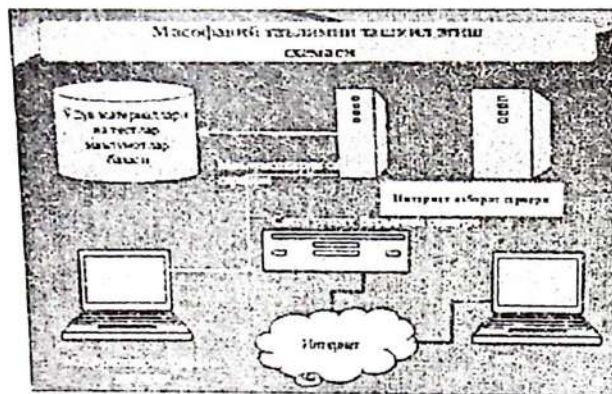 Масофавий таълимни ташкил этиш
схемаси
Ўқув материаллари
ва тестлар
маълумотлар
базаси
Интернет ахборот сервери
Интернет